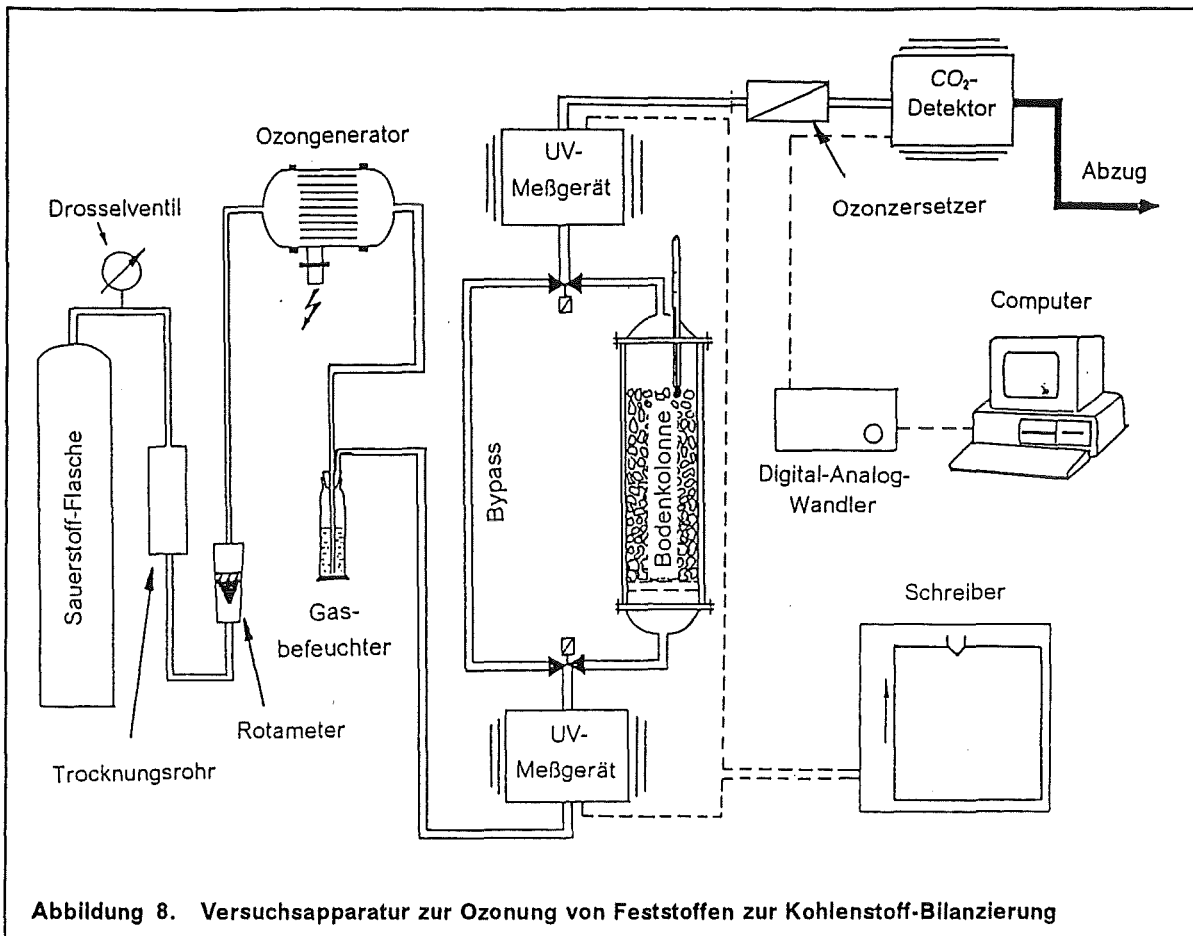 CO₂-
Detektor
Ozongenerator
UV-
Meßgerät
Abzug
Drosselventil
Ozonzersetzer
Computer
Sauerstoff-Flasche
Bypass
Bodenkolonne
Digital-Analog-
Wandler
Gas-
befeuchter
Schreiber
Rotameter
UV-
Meßgerät
Trocknungsrohr
Abbildung 8. Versuchsapparatur zur Ozonung von Feststoffen zur Kohlenstoff-Bilanzierung